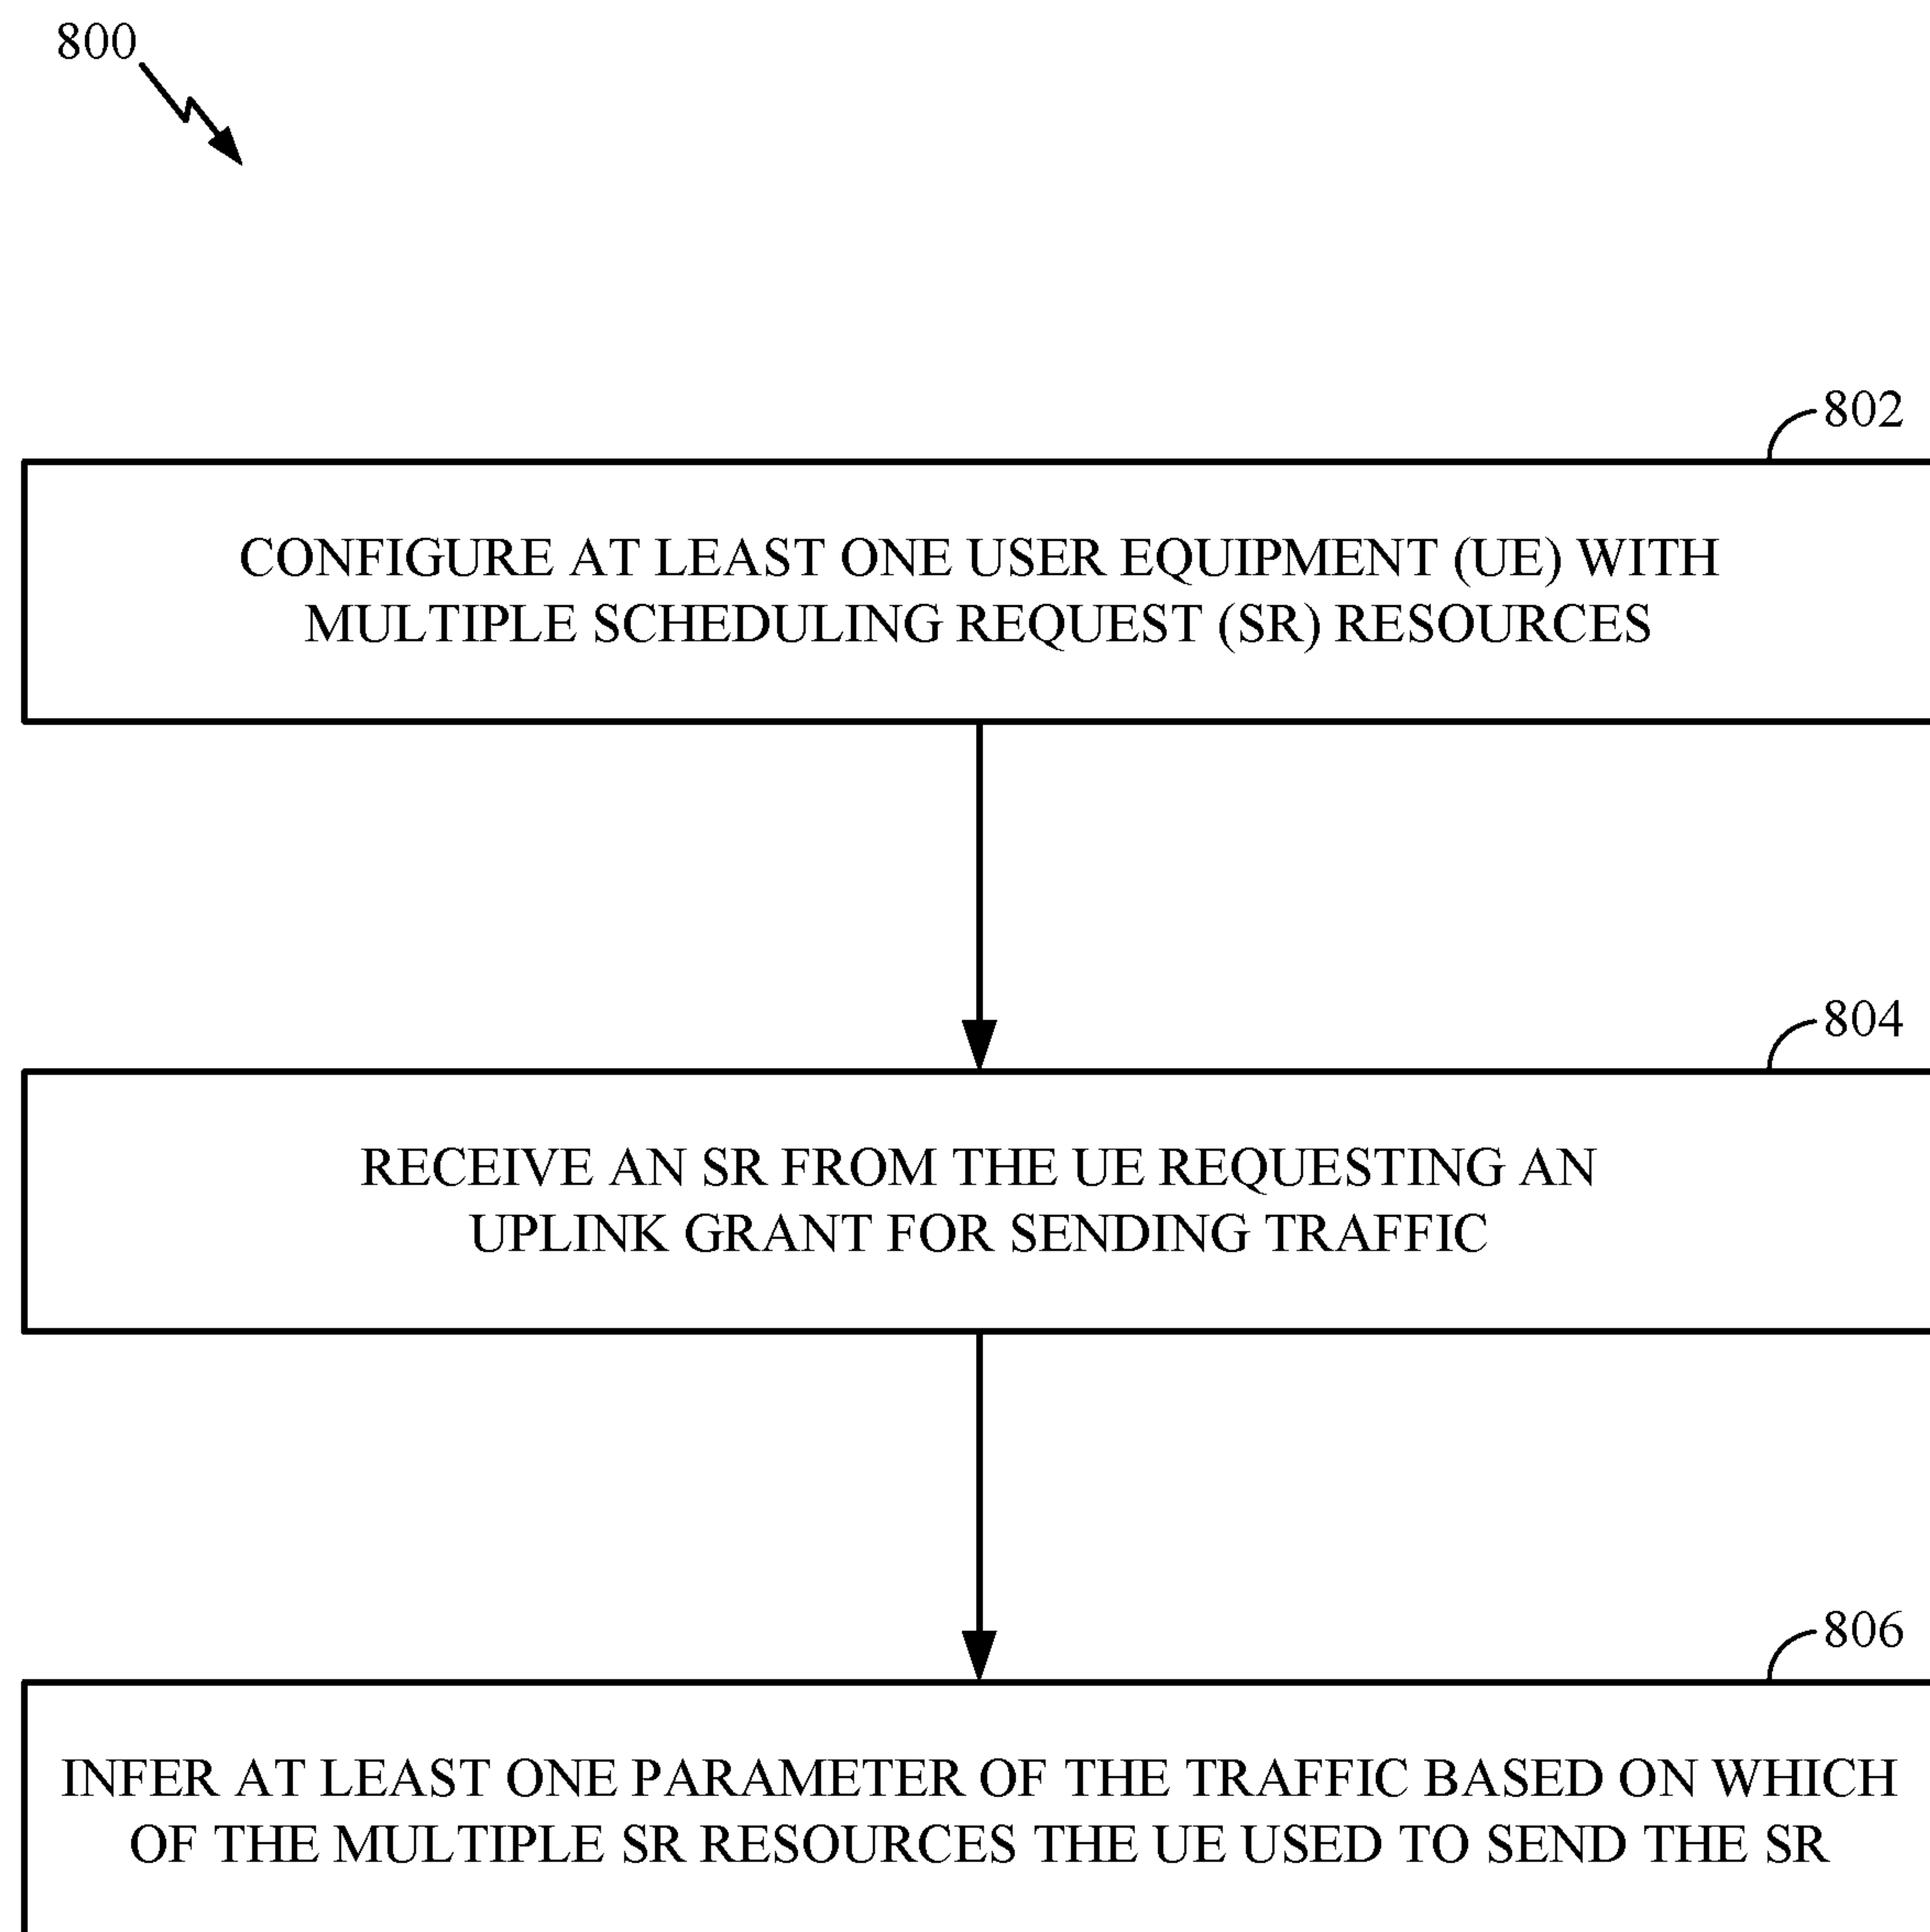 800
802
CONFIGURE AT LEAST ONE USER EQUIPMENT (UE) WITH
MULTIPLE SCHEDULING REQUEST (SR) RESOURCES
804
RECEIVE AN SR FROM THE UE REQUESTING AN
UPLINK GRANT FOR SENDING TRAFFIC
806
INFER AT LEAST ONE PARAMETER OF THE TRAFFIC BASED ON WHICH
OF THE MULTIPLE SR RESOURCES THE UE USED TO SEND THE SR